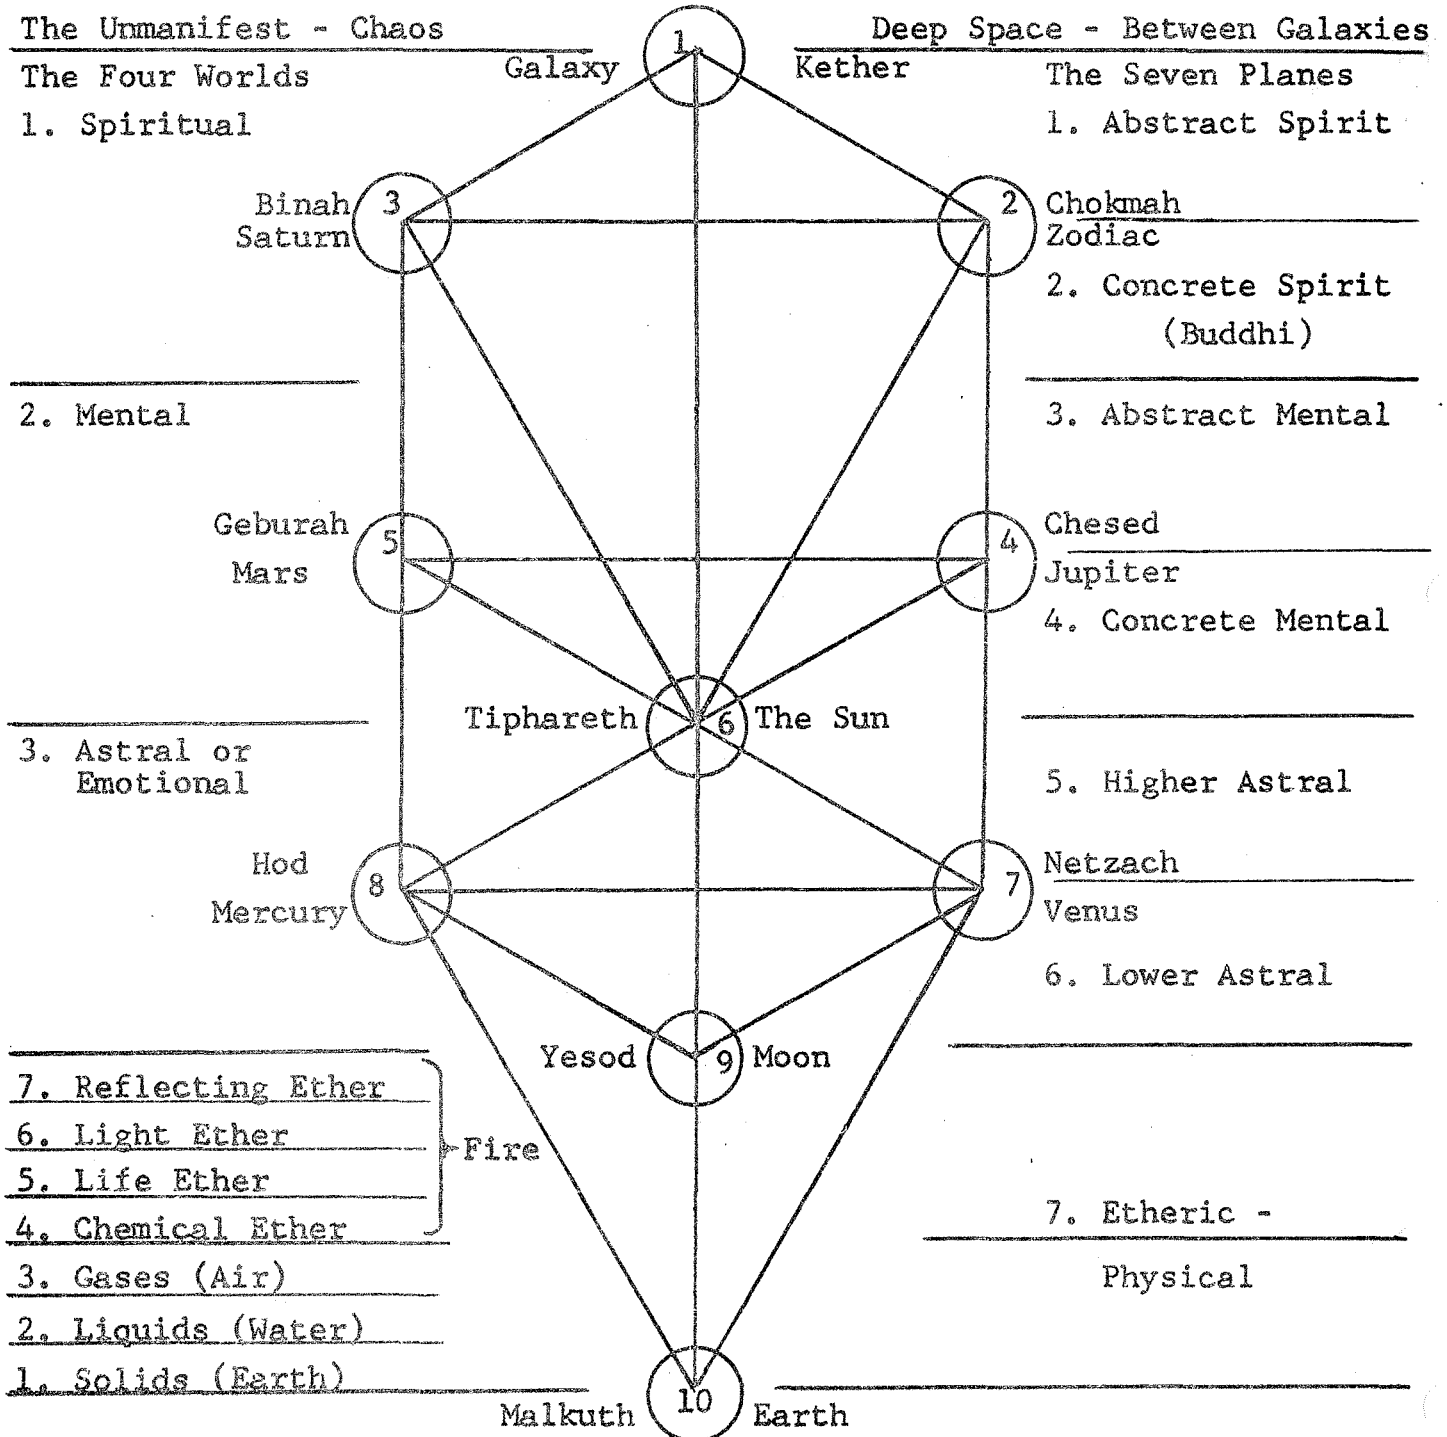 The Unmanifest - Chaos
Deep Space - Between Galaxies
1
Galaxy
Kether
The Four Worlds
The Seven Planes
1. Spiritual
1. Abstract Spirit
Binah
3
2
Chokmah
Saturn
Zodiac
2. Concrete Spirit
(Buddhi)
2. Mental
3. Abstract Mental
Geburah
5
4
Chesed
Mars
Jupiter
4. Concrete Mental
Tiphareth
6
The Sun
3. Astral or
Emotional
5. Higher Astral
Hod
8
7
Netzach
Mercury
Venus
6. Lower Astral
Yesod
9
Moon
7. Reflecting Ether
6. Light Ether
Fire
5. Life Ether
4. Chemical Ether
7. Etheric -
Physical
3. Gases (Air)
2. Liquids (Water)
1. Solids (Earth)
10
Malkuth
Earth